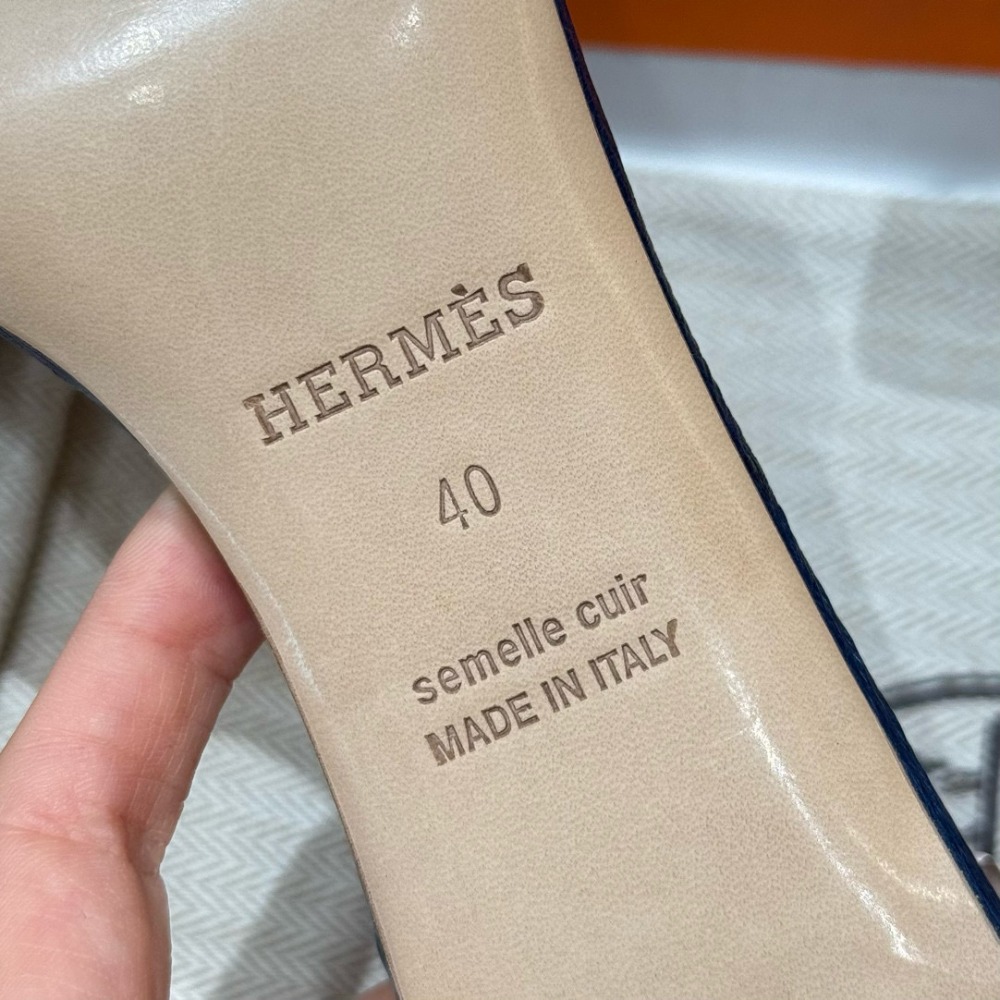 HERMÈS
40
semelle cuir
MADE IN ITALY